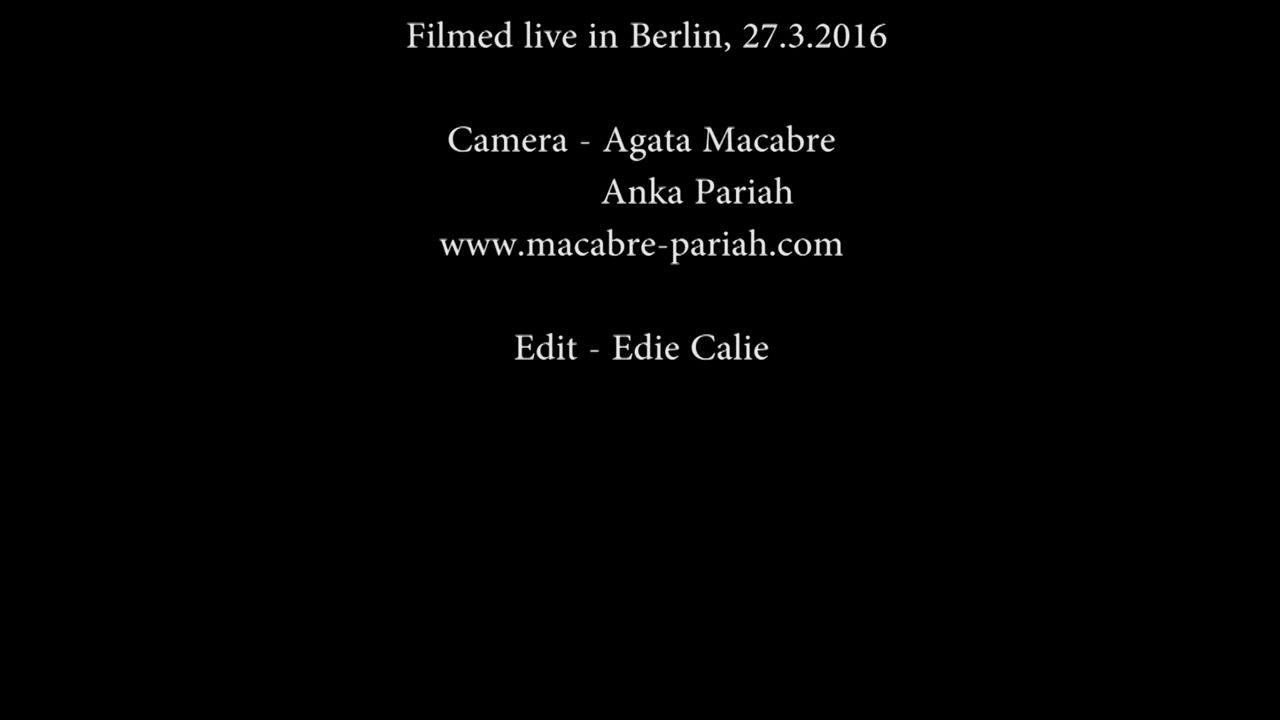 Filmed live in Berlin, 27.3.2016
Camera - Agata Macabre
Anka Pariah
www.macabre-pariah.com
Edit - Edie Calie